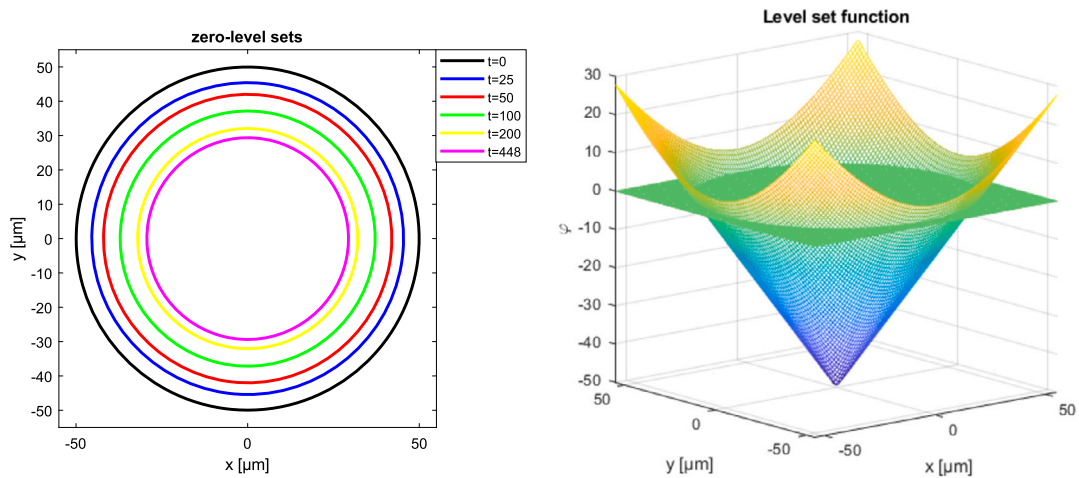 zero-level sets
50
40
30
20
10
0
-10
-20
-30
-40
-50
y [µm]
-50
0
50
x [µm]
t=0
t=25
t=50
t=100
t=200
t=448
Level set function
30
20
10
0
-10
-20
-30
-40
-50
φ
50
0
-50
y [µm]
-50
0
50
x [µm]